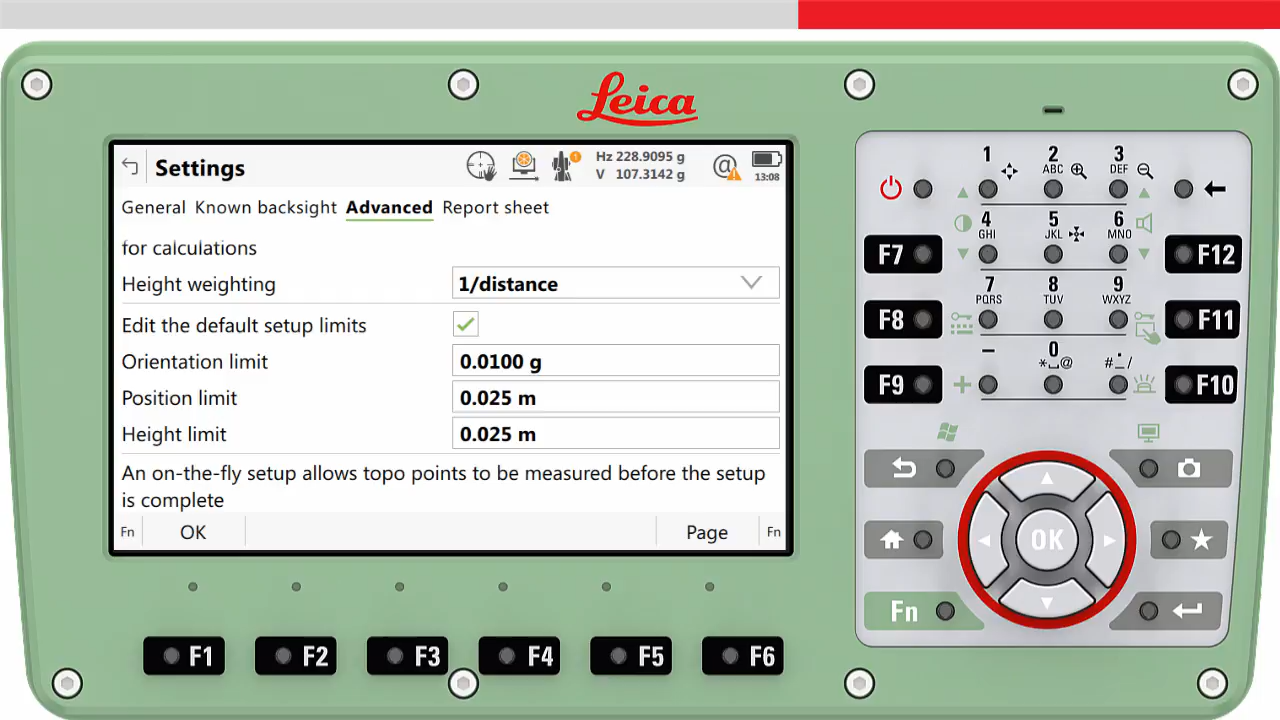 Leica
Settings
Hz 228.9095 g
V 107.3142 g
1
@
13:08
General Known backsight Advanced Report sheet
for calculations
Height weighting 1/distance
Edit the default setup limits
Orientation limit 0.0100 g
Position limit 0.025 m
Height limit 0.025 m
An on-the-fly setup allows topo points to be measured before the setup
is complete
Fn OK Page Fn
F1 F2 F3 F4 F5 F6
1 2 ABC 3 DEF
4 GHI 5 JKL 6 MNO
F7 F12
7 PQRS 8 TUV 9 WXYZ
F8 F11
– 0 *⎵@ #·_/
F9 + F10
OK
Fn